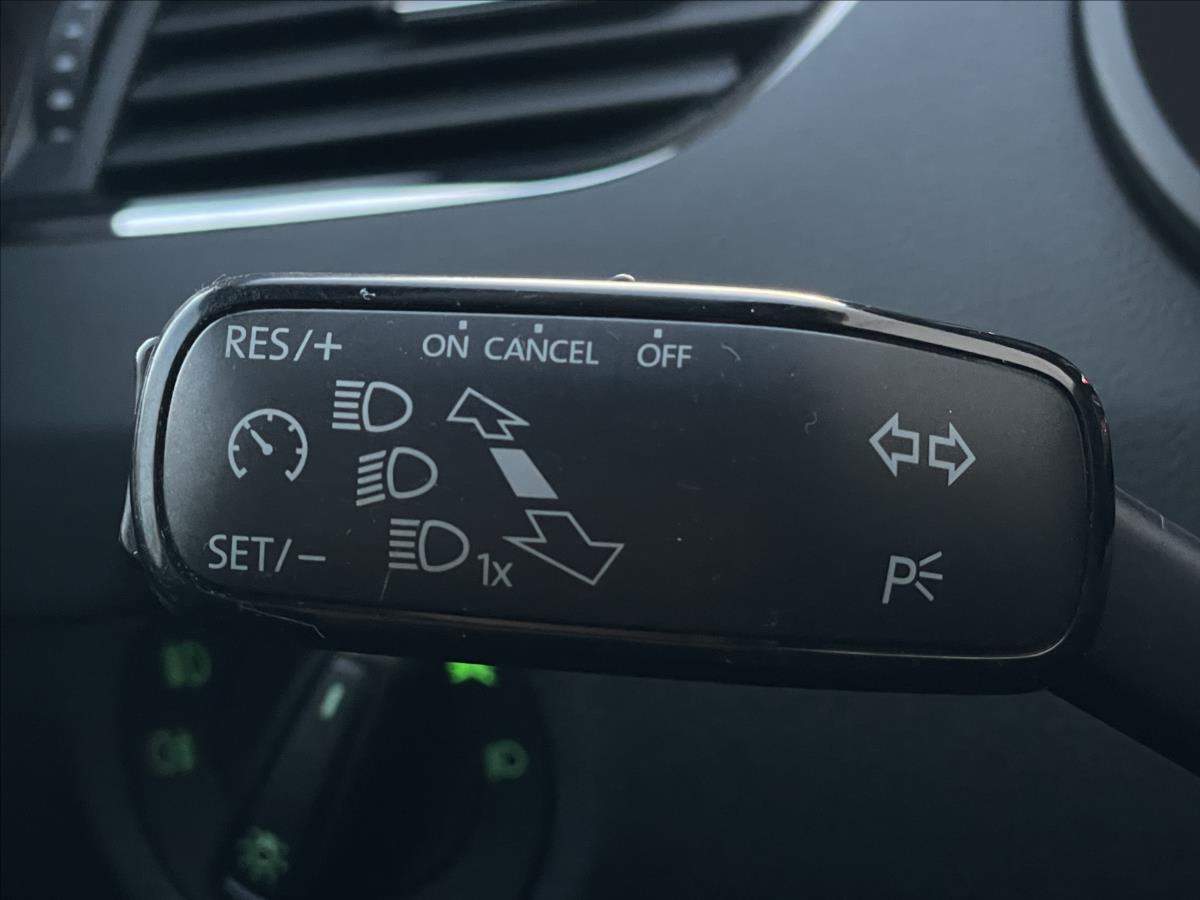 RES/+
ON CANCEL OFF
SET/−
1x
P